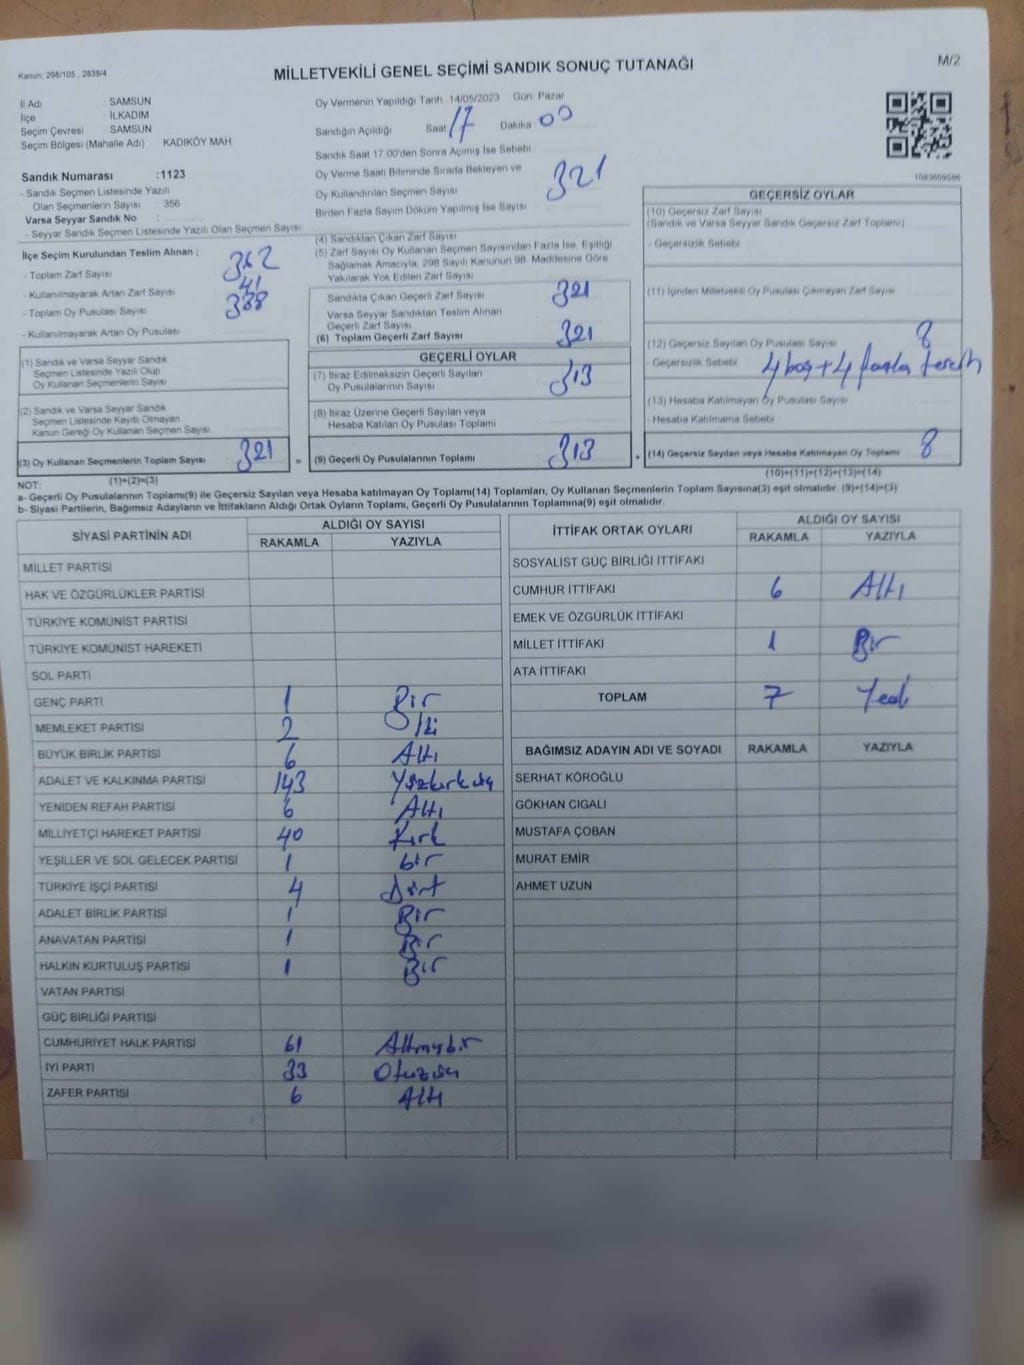 Kanun; 298/105 , 2839/4
MİLLETVEKİLİ GENEL SEÇİMİ SANDIK SONUÇ TUTANAĞI
M/2
İl Adı : SAMSUN
İlçe : İLKADIM
Seçim Çevresi : SAMSUN
Seçim Bölgesi (Mahalle Adı) : KADIKÖY MAH.
Sandık Numarası :1123
- Sandık Seçmen Listesinde Yazılı
Olan Seçmenlerin Sayısı : 356
Varsa Seyyar Sandık No :
- Seyyar Sandık Seçmen Listesinde Yazılı Olan Seçmen Sayısı
Oy Vermenin Yapıldığı Tarih :14/05/2023 Gün: Pazar
Sandığın Açıldığı Saat 17 Dakika 00
Sandık Saat 17:00'den Sonra Açımış İse Sebebi
Oy Verme Saati Bitiminde Sırada Bekleyen ve
Oy Kullandırılan Seçmen Sayısı 321
Birden Fazla Sayım Döküm Yapılmış İse Sayısı
İlçe Seçim Kurulundan Teslim Alınan ;
- Toplam Zarf Sayısı 362
- Kullanılmayarak Artan Zarf Sayısı 41
- Toplam Oy Pusulası Sayısı 388
- Kullanılmayarak Artan Oy Pusulası
(1) Sandık ve Varsa Seyyar Sandık
Seçmen Listesinde Yazılı Olup
Oy Kullanan Seçmenlerin Sayısı
(2) Sandık ve Varsa Seyyar Sandık
Seçmen Listesinde Kayıtlı Olmayan
Kanun Gereği Oy Kullanan Seçmen Sayısı
(3) Oy Kullanan Seçmenlerin Toplam Sayısı 321
(1)+(2)=(3)
(4) Sandıktan Çıkan Zarf Sayısı
(5) Zarf Sayısı Oy Kullanan Seçmen Sayısından Fazla İse, Eşitliği
Sağlamak Amacıyla, 298 Sayılı Kanunun 98. Maddesine Göre
Yakılarak Yok Edilen Zarf Sayısı
Sandıkta Çıkan Geçerli Zarf Sayısı 321
Varsa Seyyar Sandıktan Teslim Alınan
Geçerli Zarf Sayısı
(6) Toplam Geçerli Zarf Sayısı 321
GEÇERLİ OYLAR
(7) İtiraz Edilmeksizin Geçerli Sayılan
Oy Pusulalarının Sayısı 313
(8) İtiraz Üzerine Geçerli Sayılan veya
Hesaba Katılan Oy Pusulası Toplamı
= (9) Geçerli Oy Pusulalarının Toplamı 313
GEÇERSİZ OYLAR
(10) Geçersiz Zarf Sayısı
(Sandık ve Varsa Seyyar Sandık Geçersiz Zarf Toplamı)
- Geçersizlik Sebebi
(11) İçinden Milletvekili Oy Pusulası Çıkmayan Zarf Sayısı
(12) Geçersiz Sayılan Oy Pusulası Sayısı 8
- Geçersizlik Sebebi 4 boş + 4 fazla tercih
(13) Hesaba Katılmayan Oy Pusulası Sayısı
- Hesaba Katılmama Sebebi
+ (14) Geçersiz Sayılan veya Hesaba Katılmayan Oy Toplamı 8
(10)+(11)+(12)+(13)=(14)
NOT:
a- Geçerli Oy Pusulalarının Toplamı(9) ile Geçersiz Sayılan veya Hesaba katılmayan Oy Toplamı(14) Toplamları, Oy Kullanan Seçmenlerin Toplam Sayısına(3) eşit olmalıdır. (9)+(14)=(3)
b- Siyasi Partilerin, Bağımsız Adayların ve İttifakların Aldığı Ortak Oyların Toplamı, Geçerli Oy Pusulalarının Toplamına(9) eşit olmalıdır.
SİYASİ PARTİNİN ADI ALDIĞI OY SAYISI
RAKAMLA YAZIYLA
MİLLET PARTİSİ
HAK VE ÖZGÜRLÜKLER PARTİSİ
TÜRKİYE KOMÜNİST PARTİSİ
TÜRKİYE KOMÜNİST HAREKETİ
SOL PARTİ
GENÇ PARTİ 1 Bir
MEMLEKET PARTİSİ 2 İki
BÜYÜK BİRLİK PARTİSİ 6 Altı
ADALET VE KALKINMA PARTİSİ 143 Yüzkırküç
YENİDEN REFAH PARTİSİ 6 Altı
MİLLİYETÇİ HAREKET PARTİSİ 40 Kırk
YEŞİLLER VE SOL GELECEK PARTİSİ 1 bir
TÜRKİYE İŞÇİ PARTİSİ 4 Dört
ADALET BİRLİK PARTİSİ 1 Bir
ANAVATAN PARTİSİ 1 Bir
HALKIN KURTULUŞ PARTİSİ 1 Bir
VATAN PARTİSİ
GÜÇ BİRLİĞİ PARTİSİ
CUMHURİYET HALK PARTİSİ 61 Altmışbir
İYİ PARTİ 33 Otuzüç
ZAFER PARTİSİ 6 Altı
İTTİFAK ORTAK OYLARI ALDIĞI OY SAYISI
RAKAMLA YAZIYLA
SOSYALİST GÜÇ BİRLİĞİ İTTİFAKI
CUMHUR İTTİFAKI 6 Altı
EMEK VE ÖZGÜRLÜK İTTİFAKI
MİLLET İTTİFAKI 1 Bir
ATA İTTİFAKI
TOPLAM 7 Yedi
BAĞIMSIZ ADAYIN ADI VE SOYADI RAKAMLA YAZIYLA
SERHAT KÖROĞLU
GÖKHAN CIGALI
MUSTAFA ÇOBAN
MURAT EMİR
AHMET UZUN